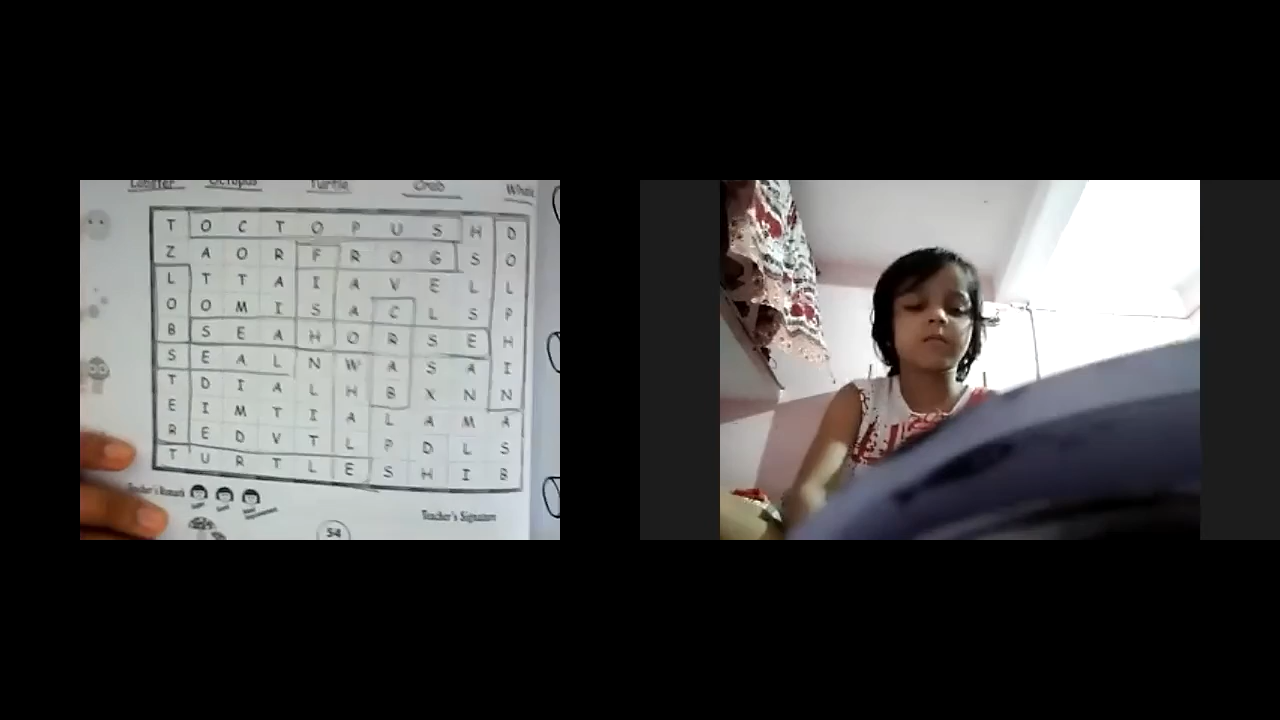 Lobster Octopus Turtle Crab Whale
T O C T O P U S H D
Z A O R F R O G S O
L T T A I A V E L L
O O M I S A C L S P
B S E A H O R S E H
S E A L N W A S A I
T D I A L H B X N N
E I M T I A L A M A
R E D V T L P D L S
T U R T L E S H I B
Teacher's Remark
Teacher's Signature
54